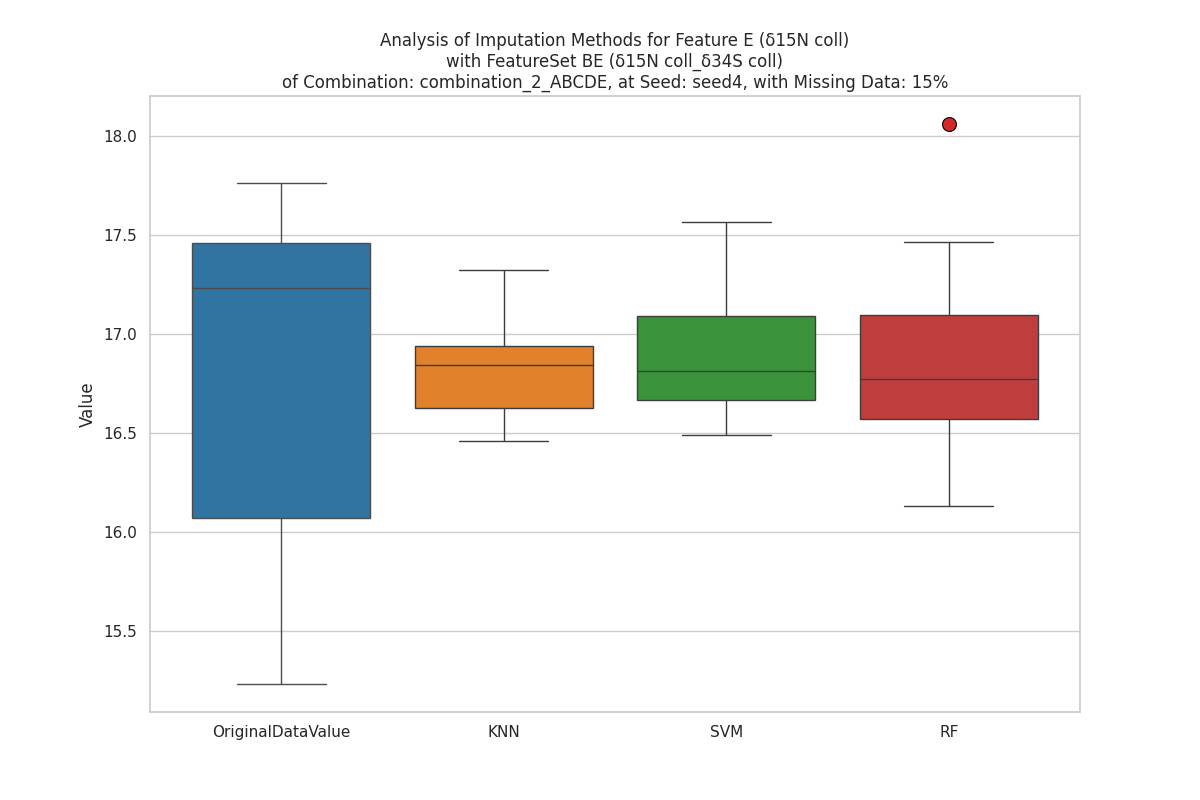 Analysis of Imputation Methods for Feature E (δ15N coll)
with FeatureSet BE (δ15N coll_δ34S coll)
of Combination: combination_2_ABCDE, at Seed: seed4, with Missing Data: 15%
18.0
17.5
17.0
16.5
16.0
15.5
Value
OriginalDataValue
KNN
SVM
RF